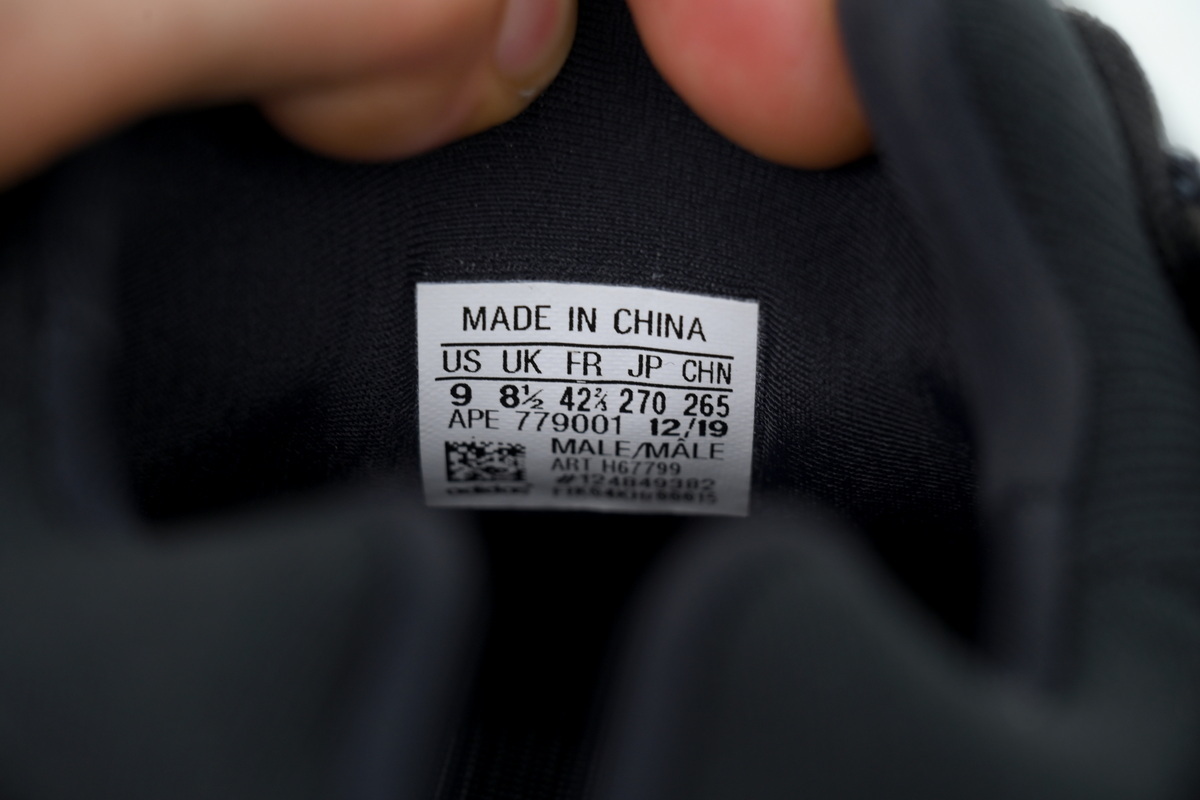 MADE IN CHINA
US UK FR JP CHN
9 8½ 42⅔ 270 265
APE 779001 12/19
MALE/MÂLE
ART H67799
#124849382
adidas